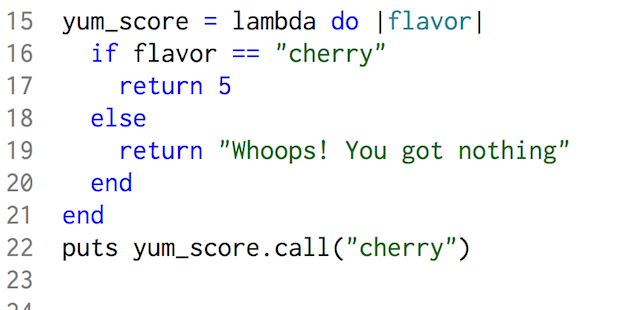 15 yum_score = lambda do |flavor|
16   if flavor == "cherry"
17     return 5
18   else
19     return "Whoops! You got nothing"
20   end
21 end
22 puts yum_score.call("cherry")
23